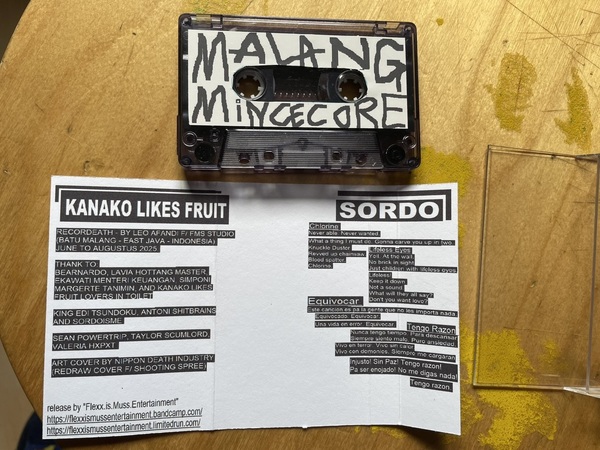 MALANG
MiNCECORE
KANAKO LIKES FRUIT
RECORDEATH - BY LEO AFANDI F/ FMS STUDIO
(BATU MALANG - EAST JAVA - INDONESIA)
JUNE TO AUGUSTUS 2025
THANK TO:
BEARNARDO, LAVIA HOTTANG MASTER,
EKAWATI MENTERI KEUANGAN, SIMPONI
MARGERTE TANIMIN, AND KANAKO LIKES
FRUIT LOVERS IN TOILET
KING EDI TSUNDOKU, ANTONI SHITBRAINS
AND SORDOISME
SEAN POWERTRIP, TAYLOR SCUMLORD,
VALERIA HXPXT
ART COVER BY NIPPON DEATH INDUSTRY
(REDRAW COVER F/ SHOOTING SPREE)
release by "Flexx.is.Muss.Entertainment"
https://flexxismussentertainment.bandcamp.com/
https://flexxismussentertainment.limitedrun.com/
SORDO
Chlorine
Never able. Never wanted.
What a thing I must do. Gonna carve you up in two
Knuckle Duster
Revved up chainsaw
Blood spatter
Chlorine
Lifeless Eyes
Yell. At the wall
No brick in sight
Just children with lifeless eyes
Lifeless
Keep it down
Not a sound
What will they all say?
Don't you want love?
Equivocar
Este cancion es pa la gente que no les importa nada
Equivocada. Equivocar
Una vida en error. Equivocar
Tengo Razon
Nunca tengo tiempo. Para descansar
Siempre siento malo. Puro ansiedad
Vivo en terror. Vivo sin calor
Vivo con demonios. Siempre me cargaran
Injusto! Sin Paz! Tengo razon!
Pa ser enojado! No me digas nada!
Tengo razon